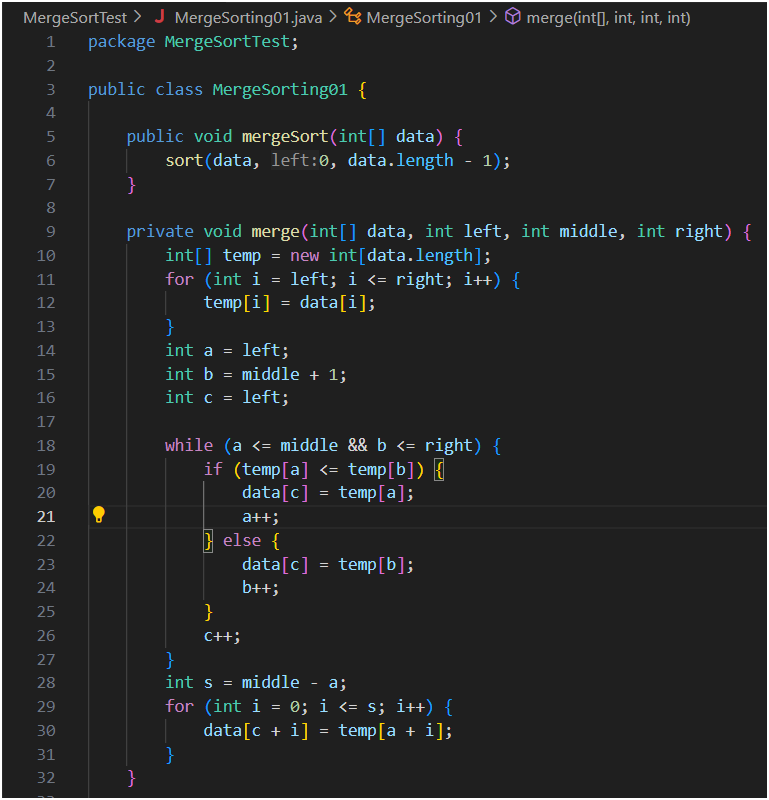 MergeSortTest > MergeSorting01.java > MergeSorting01 > merge(int[], int, int, int)
1 package MergeSortTest;
2
3 public class MergeSorting01 {
4
5     public void mergeSort(int[] data) {
6         sort(data, left:0, data.length - 1);
7     }
8
9     private void merge(int[] data, int left, int middle, int right) {
10         int[] temp = new int[data.length];
11         for (int i = left; i <= right; i++) {
12             temp[i] = data[i];
13         }
14         int a = left;
15         int b = middle + 1;
16         int c = left;
17
18         while (a <= middle && b <= right) {
19             if (temp[a] <= temp[b]) {
20                 data[c] = temp[a];
21                 a++;
22             } else {
23                 data[c] = temp[b];
24                 b++;
25             }
26             c++;
27         }
28         int s = middle - a;
29         for (int i = 0; i <= s; i++) {
30             data[c + i] = temp[a + i];
31         }
32     }